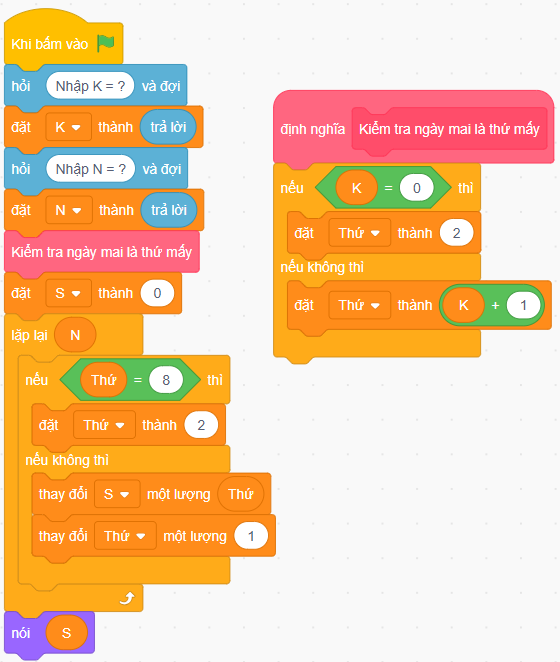 Khi bấm vào
hỏi Nhập K = ? và đợi
đặt K thành trả lời
hỏi Nhập N = ? và đợi
đặt N thành trả lời
Kiểm tra ngày mai là thứ mấy
đặt S thành 0
lặp lại N
nếu Thứ = 8 thì
đặt Thứ thành 2
nếu không thì
thay đổi S một lượng Thứ
thay đổi Thứ một lượng 1
nói S
định nghĩa Kiểm tra ngày mai là thứ mấy
nếu K = 0 thì
đặt Thứ thành 2
nếu không thì
đặt Thứ thành K + 1